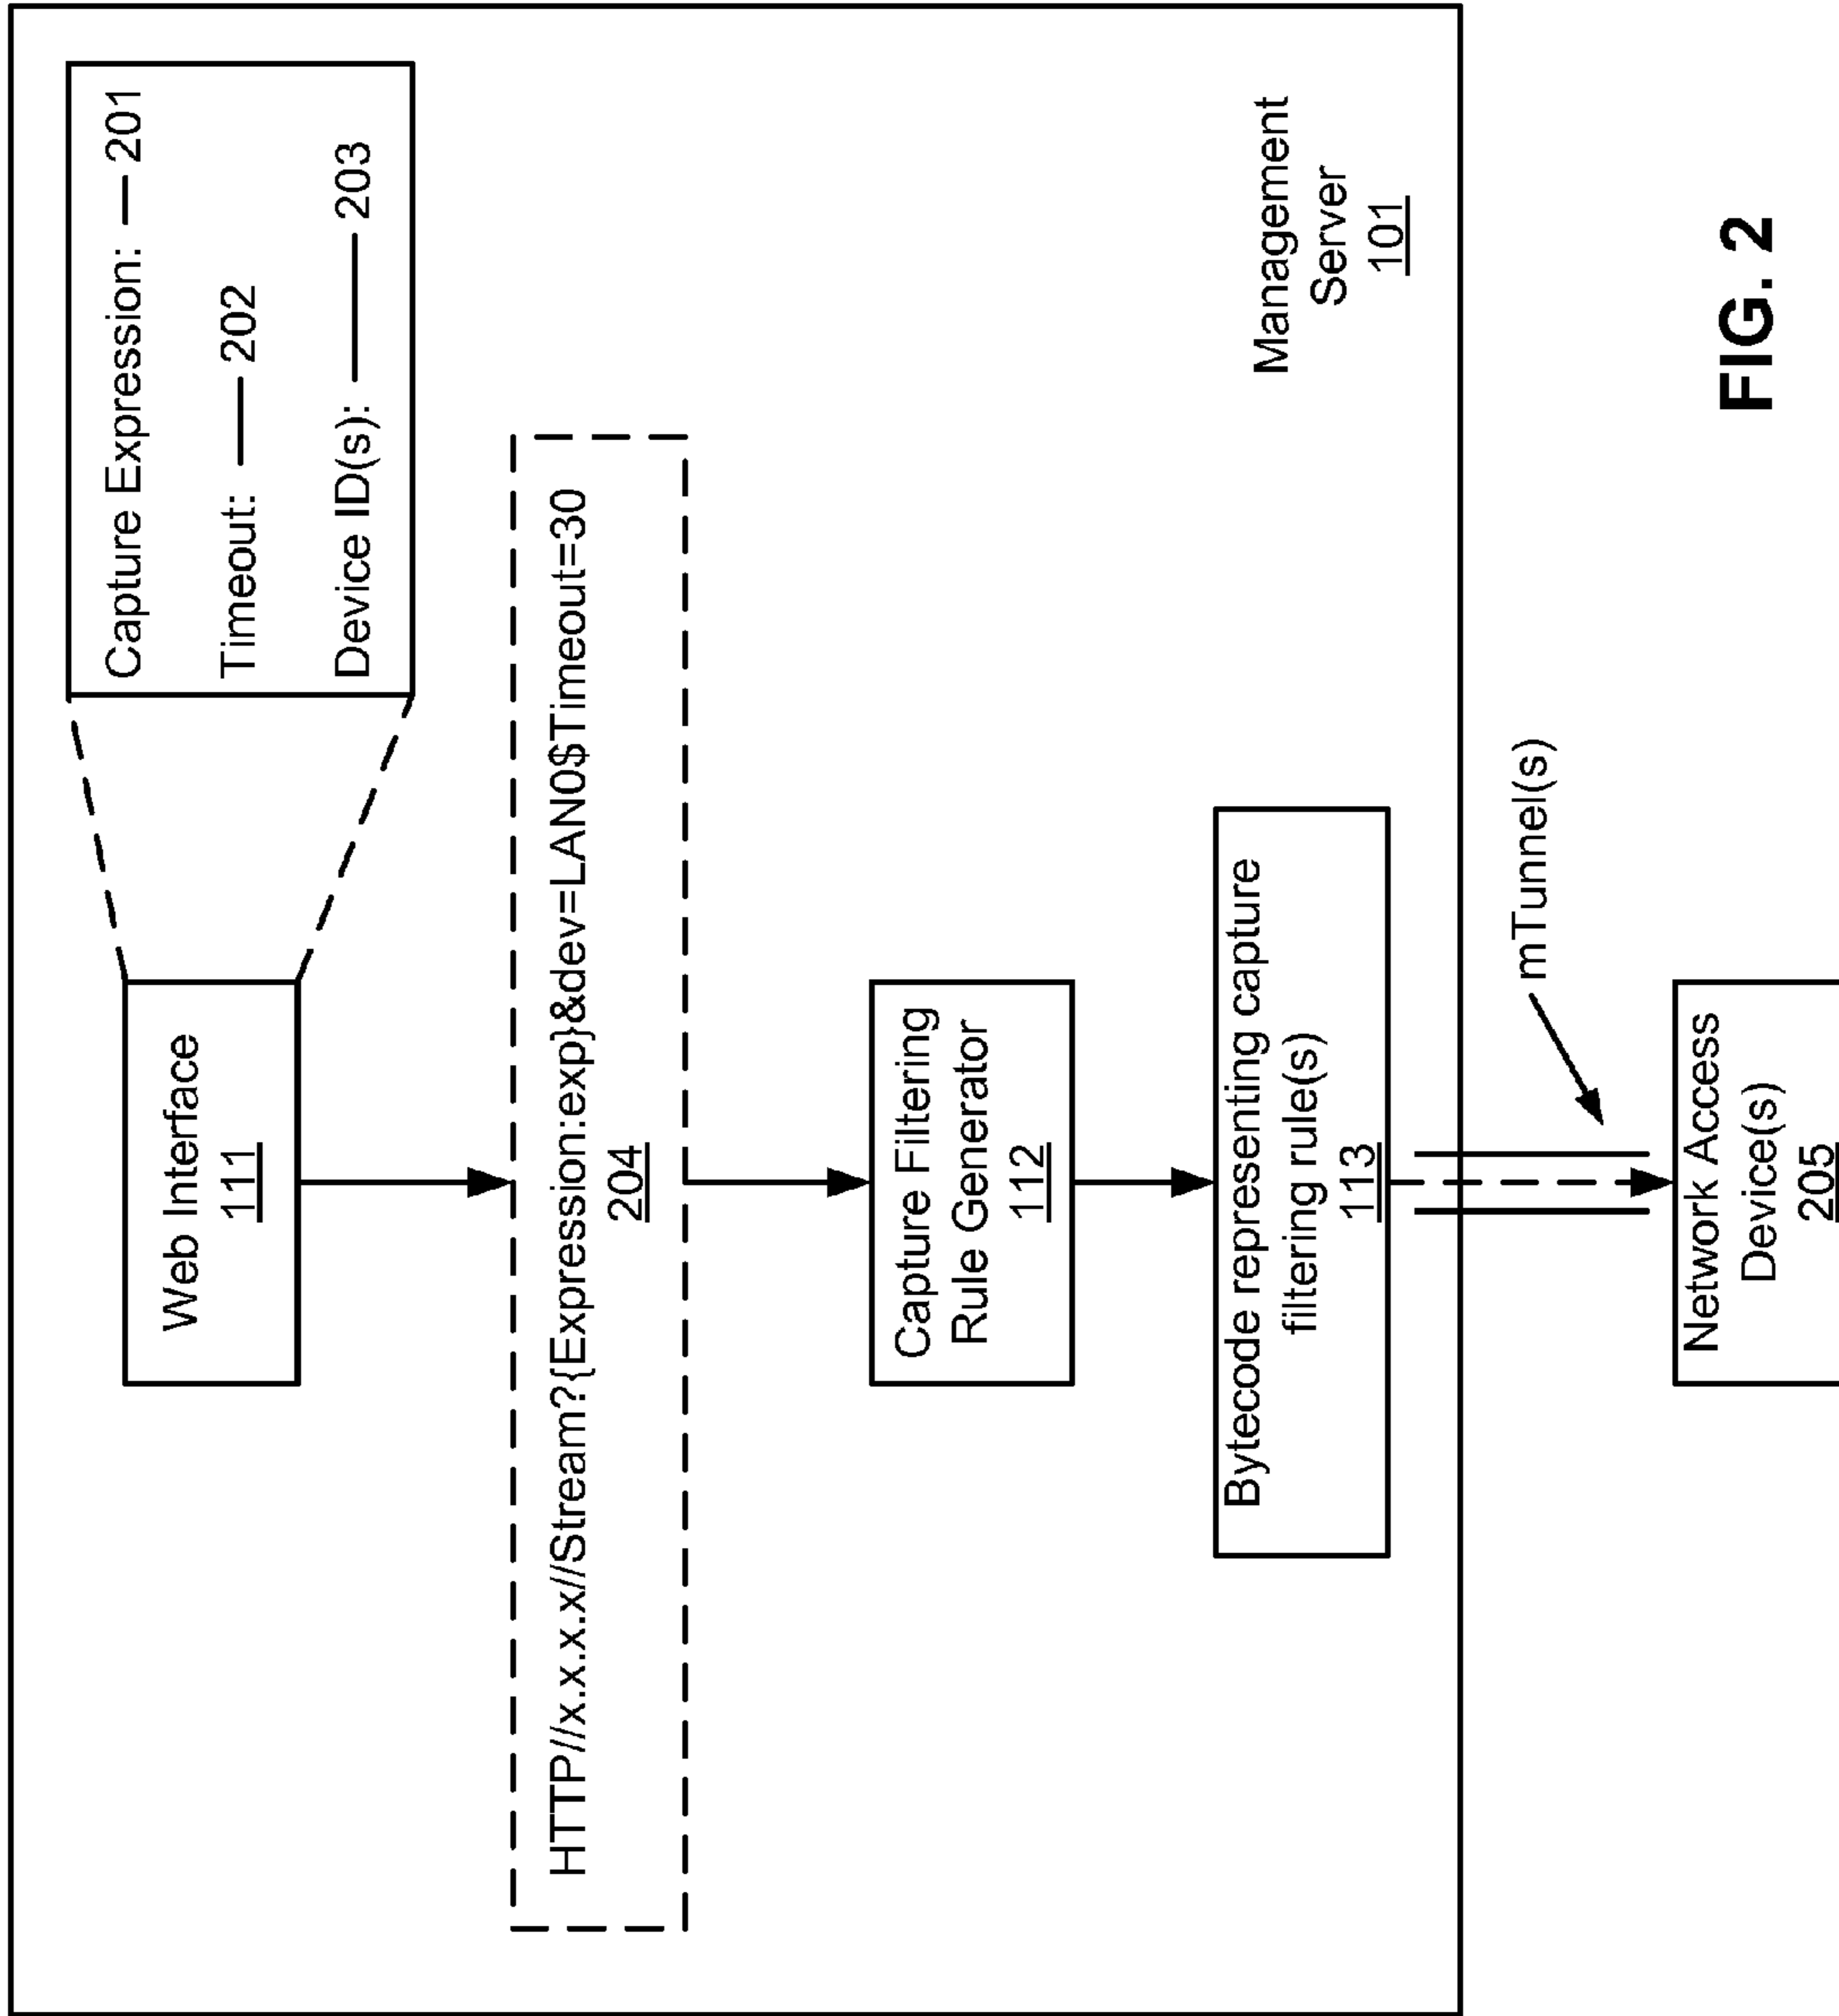 Capture Expression: — 201
Timeout: — 202
Device ID(s): — 203
Web Interface
111
HTTP//x.x.x.x//Stream?{Expression:exp}&dev=LAN0$Timeout=30
204
Capture Filtering
Rule Generator
112
Bytecode representing capture
filtering rule(s)
113
Management
Server
101
mTunnel(s)
Network Access
Device(s)
205
FIG. 2